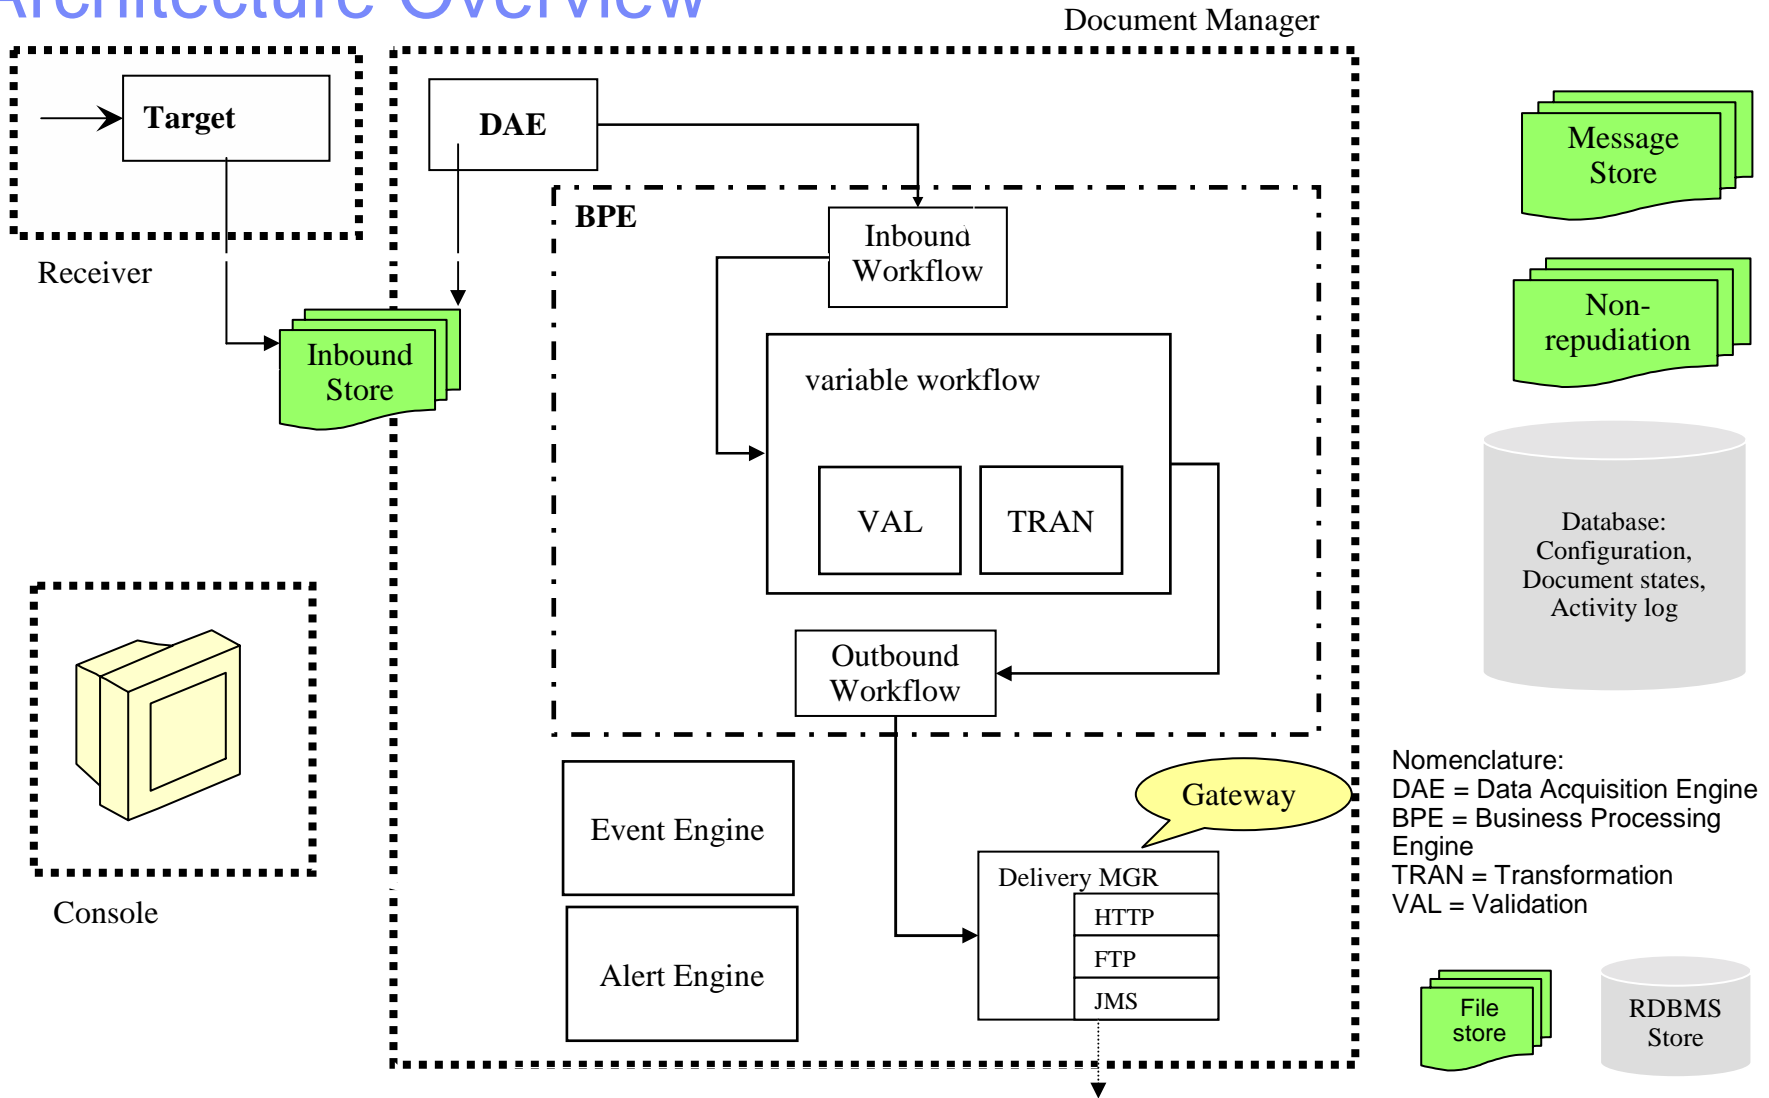 Architecture Overview
Document Manager
Target
DAE
Message
Store
BPE
Inbound
Workflow
Receiver
Non-
repudiation
Inbound
Store
variable workflow
VAL
TRAN
Database:
Configuration,
Document states,
Activity log
Outbound
Workflow
Nomenclature:
DAE = Data Acquisition Engine
BPE = Business Processing
Engine
TRAN = Transformation
VAL = Validation
Gateway
Event Engine
Delivery MGR
HTTP
FTP
JMS
Console
Alert Engine
File
store
RDBMS
Store